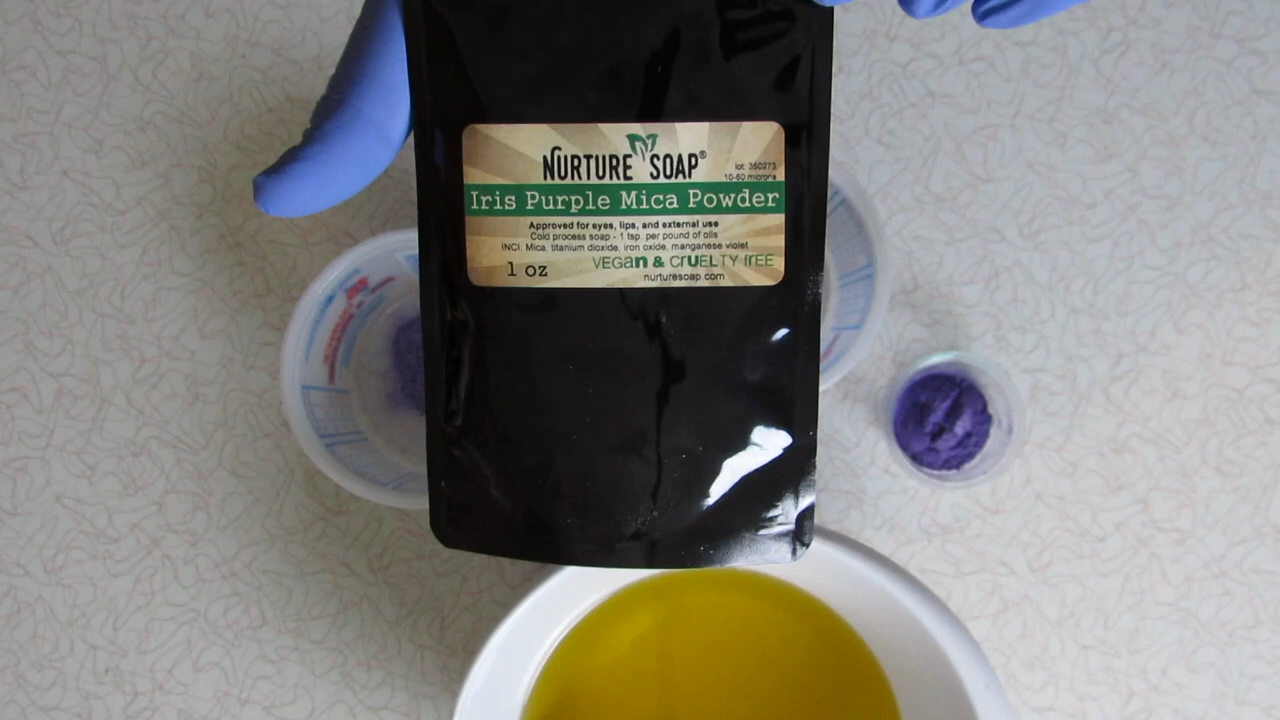 NURTURE SOAP®
lot: 350273
10-60 microns
Iris Purple Mica Powder
Approved for eyes, lips, and external use
Cold process soap - 1 tsp. per pound of oils
INCI: Mica, titanium dioxide, iron oxide, manganese violet
1 oz
VEGan & CrUELTY frEE
nurturesoap.com